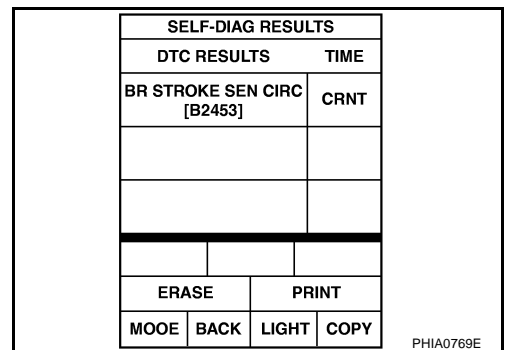 SELF-DIAG RESULTS
DTC RESULTS TIME
BR STROKE SEN CIRC CRNT
[B2453]
ERASE PRINT
MOOE BACK LIGHT COPY
PHIA0769E